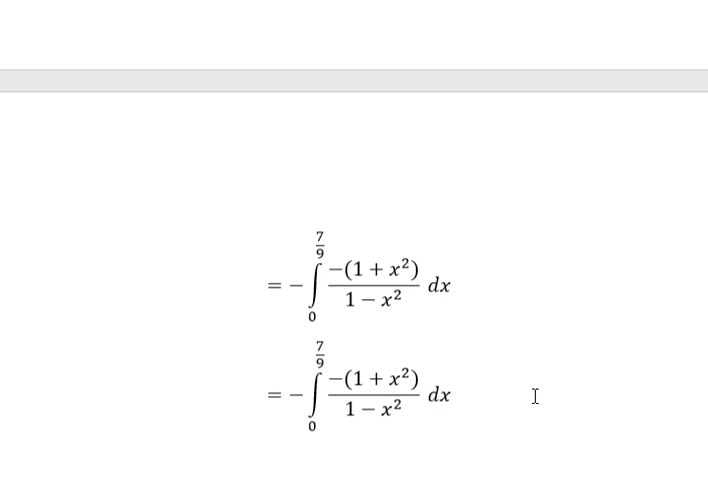 = −∫₀^(7/9) −(1 + x²)/(1 − x²) dx
= −∫₀^(7/9) −(1 + x²)/(1 − x²) dx